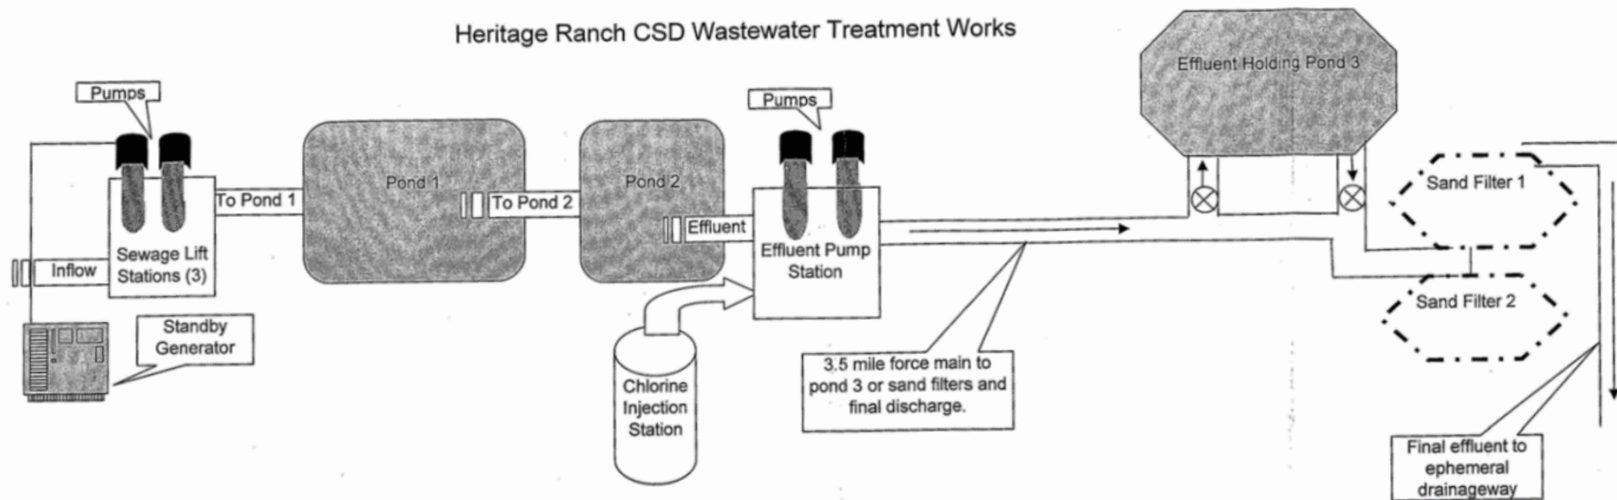 Heritage Ranch CSD Wastewater Treatment Works
Pumps
Sewage Lift
Stations (3)
Inflow
Standby
Generator
To Pond 1
Pond 1
To Pond 2
Pond 2
Effluent
Pumps
Effluent Pump
Station
Chlorine
Injection
Station
3.5 mile force main to
pond 3 or sand filters and
final discharge.
Effluent Holding Pond 3
Sand Filter 1
Sand Filter 2
Final effluent to
ephemeral
drainageway